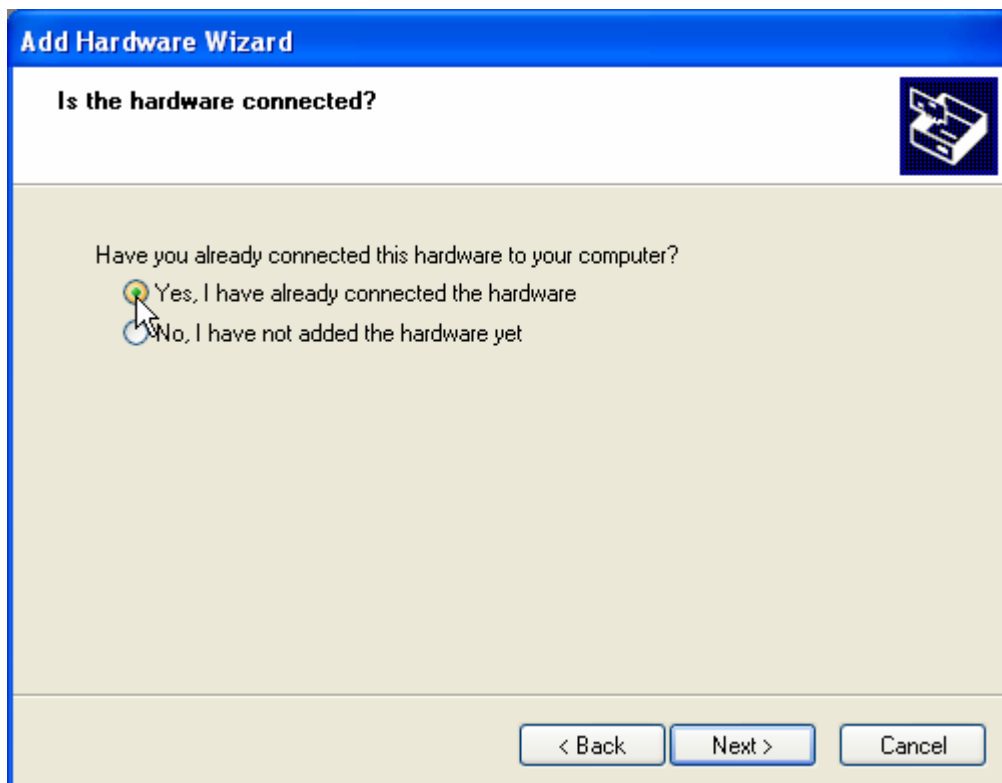 Add Hardware Wizard
Is the hardware connected?
Have you already connected this hardware to your computer?
Yes, I have already connected the hardware
No, I have not added the hardware yet
< Back
Next >
Cancel